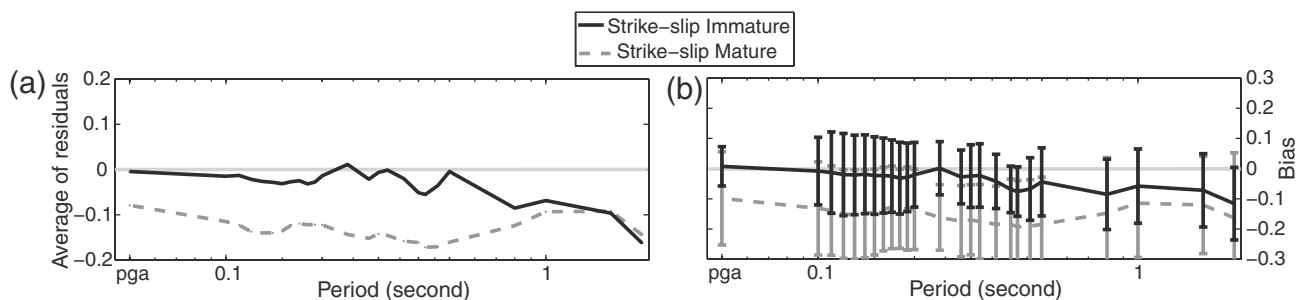 Strike-slip Immature
Strike-slip Mature
(a)
Average of residuals
0.2
0.1
0
-0.1
-0.2
pga
0.1
1
Period (second)
(b)
0.3
0.2
0.1
0
-0.1
-0.2
-0.3
Bias
pga
0.1
1
Period (second)